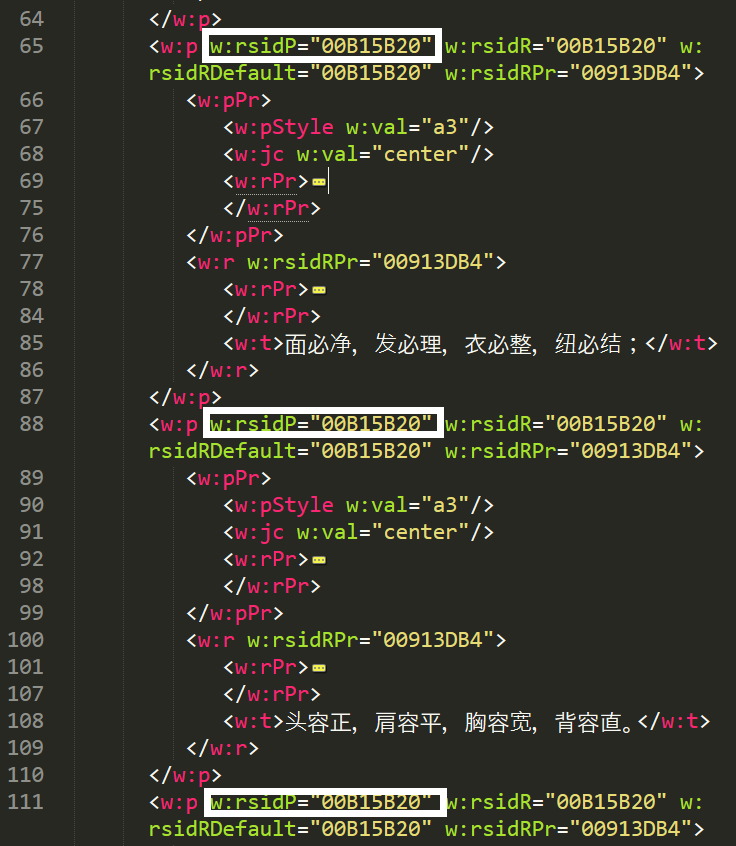 64 </w:p>
65 <w:p w:rsidP="00B15B20" w:rsidR="00B15B20" w:
rsidRDefault="00B15B20" w:rsidRPr="00913DB4">
66 <w:pPr>
67 <w:pStyle w:val="a3"/>
68 <w:jc w:val="center"/>
69 <w:rPr>
75 </w:rPr>
76 </w:pPr>
77 <w:r w:rsidRPr="00913DB4">
78 <w:rPr>
84 </w:rPr>
85 <w:t>面必净，发必理，衣必整，纽必结；</w:t>
86 </w:r>
87 </w:p>
88 <w:p w:rsidP="00B15B20" w:rsidR="00B15B20" w:
rsidRDefault="00B15B20" w:rsidRPr="00913DB4">
89 <w:pPr>
90 <w:pStyle w:val="a3"/>
91 <w:jc w:val="center"/>
92 <w:rPr>
98 </w:rPr>
99 </w:pPr>
100 <w:r w:rsidRPr="00913DB4">
101 <w:rPr>
107 </w:rPr>
108 <w:t>头容正，肩容平，胸容宽，背容直。</w:t>
109 </w:r>
110 </w:p>
111 <w:p w:rsidP="00B15B20" w:rsidR="00B15B20" w:
rsidRDefault="00B15B20" w:rsidRPr="00913DB4">